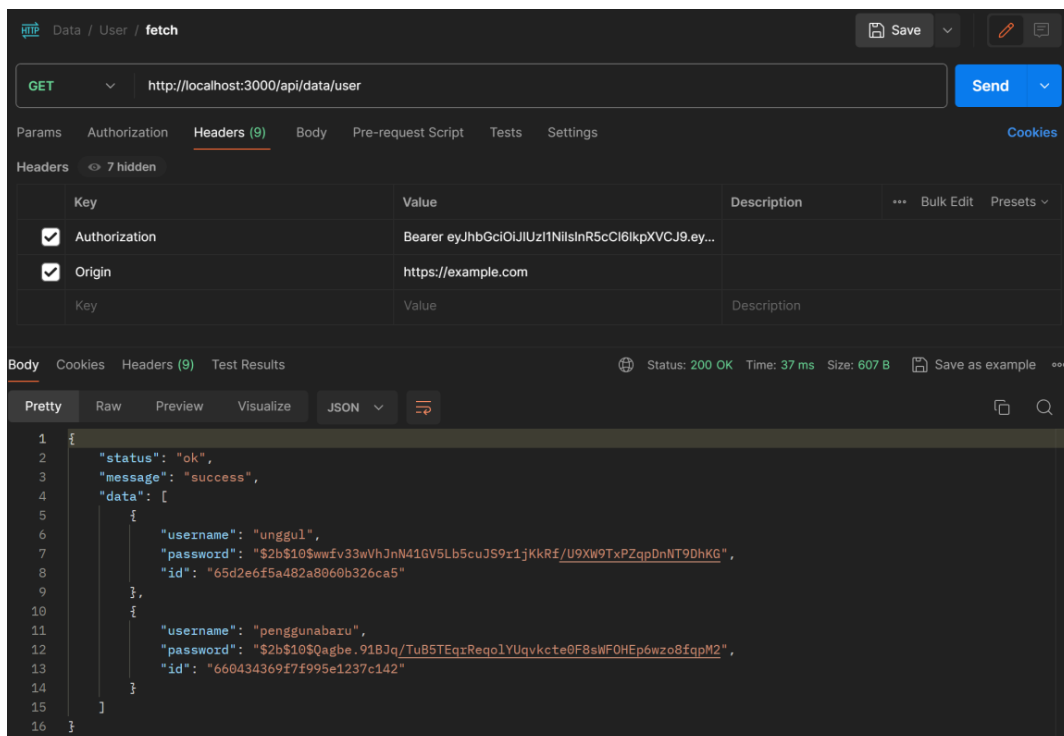 HTTP Data / User / fetch Save
GET http://localhost:3000/api/data/user Send
Params Authorization Headers (9) Body Pre-request Script Tests Settings Cookies
Headers 7 hidden
Key Value Description ••• Bulk Edit Presets
Authorization Bearer eyJhbGciOiJIUzI1NiIsInR5cCI6IkpXVCJ9.ey...
Origin https://example.com
Key Value Description
Body Cookies Headers (9) Test Results Status: 200 OK Time: 37 ms Size: 607 B Save as example
Pretty Raw Preview Visualize JSON
1 {
2 "status": "ok",
3 "message": "success",
4 "data": [
5 {
6 "username": "unggul",
7 "password": "$2b$10$wwfv33wVhJnN41GV5Lb5cuJS9r1jKkRf/U9XW9TxPZqpDnNT9DhKG",
8 "id": "65d2e6f5a482a8060b326ca5"
9 },
10 {
11 "username": "penggunabaru",
12 "password": "$2b$10$Qagbe.91BJq/TuB5TEqrReqolYUqvkcte0F8sWFOHEp6wzo8fqpM2",
13 "id": "660434369f7f995e1237c142"
14 }
15 ]
16 }